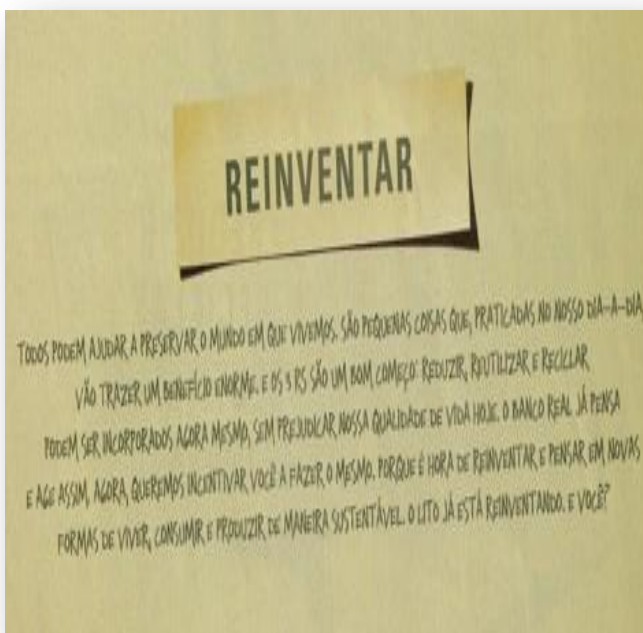 REINVENTAR
TODOS PODEM AJUDAR A PRESERVAR O MUNDO EM QUE VIVEMOS. SÃO PEQUENAS COISAS QUE, PRATICADAS NO NOSSO DIA-A-DIA,
VÃO TRAZER UM BENEFÍCIO ENORME. E OS 3 RS SÃO UM BOM COMEÇO: REDUZIR, REUTILIZAR E RECICLAR
PODEM SER INCORPORADOS AGORA MESMO, SEM PREJUDICAR NOSSA QUALIDADE DE VIDA HOJE. O BANCO REAL JÁ PENSA
E AGE ASSIM, AGORA, QUEREMOS INCENTIVAR VOCÊ A FAZER O MESMO. PORQUE É HORA DE REINVENTAR E PENSAR EM NOVAS
FORMAS DE VIVER, CONSUMIR E PRODUZIR DE MANEIRA SUSTENTÁVEL. O LITO JÁ ESTÁ REINVENTANDO. E VOCÊ?